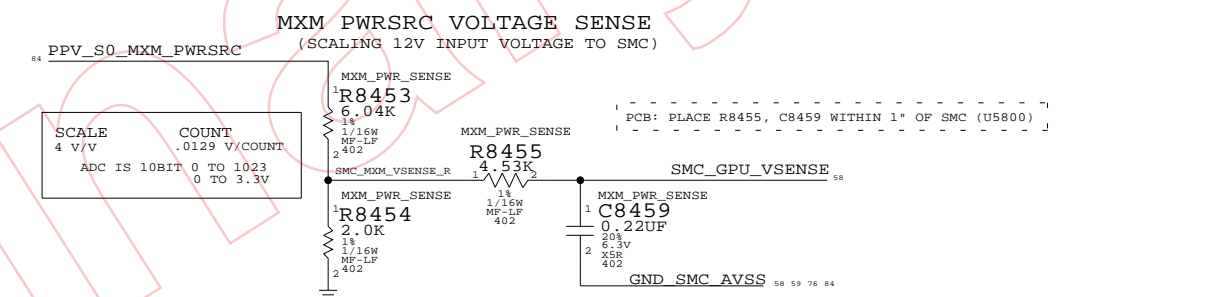 MXM PWRSRC VOLTAGE SENSE
(SCALING 12V INPUT VOLTAGE TO SMC)
84 PPV_S0_MXM_PWRSRC
MXM_PWR_SENSE
1
R8453
6.04K
1%
1/16W
MF-LF
402
2
PCB: PLACE R8455, C8459 WITHIN 1" OF SMC (U5800)
SCALE COUNT
4 V/V .0129 V/COUNT
ADC IS 10BIT 0 TO 1023
0 TO 3.3V
SMC_MXM_VSENSE_R
MXM_PWR_SENSE
R8455
4.53K
1 2
1%
1/16W
MF-LF
402
SMC_GPU_VSENSE 58
MXM_PWR_SENSE
1
R8454
2.0K
1%
1/16W
MF-LF
402
2
MXM_PWR_SENSE
1
C8459
0.22UF
20%
6.3V
X5R
402
2
GND_SMC_AVSS 58 59 76 84